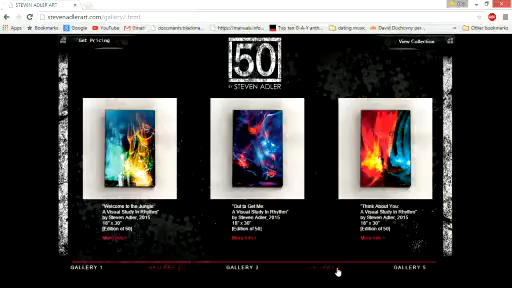 STEVEN ADLER ART
stevenadlerart.com/gallery1.html
Apps
Bookmarks
Google
YouTube
Gmail
Other bookmarks
Get Pricing
View Collection
50
BY STEVEN ADLER
"Welcome to the Jungle"
A Visual Study In Rhythm"
by Steven Adler, 2015
18" x 30"
[Edition of 50]
More Info >
"Out ta Get Me:
A Visual Study In Rhythm"
by Steven Adler, 2015
18" x 30"
[Edition of 50]
More Info >
"Think About You:
A Visual Study In Rhythm"
by Steven Adler, 2015
18" x 30"
[Edition of 50]
More Info >
GALLERY 1
GALLERY 3
GALLERY 5